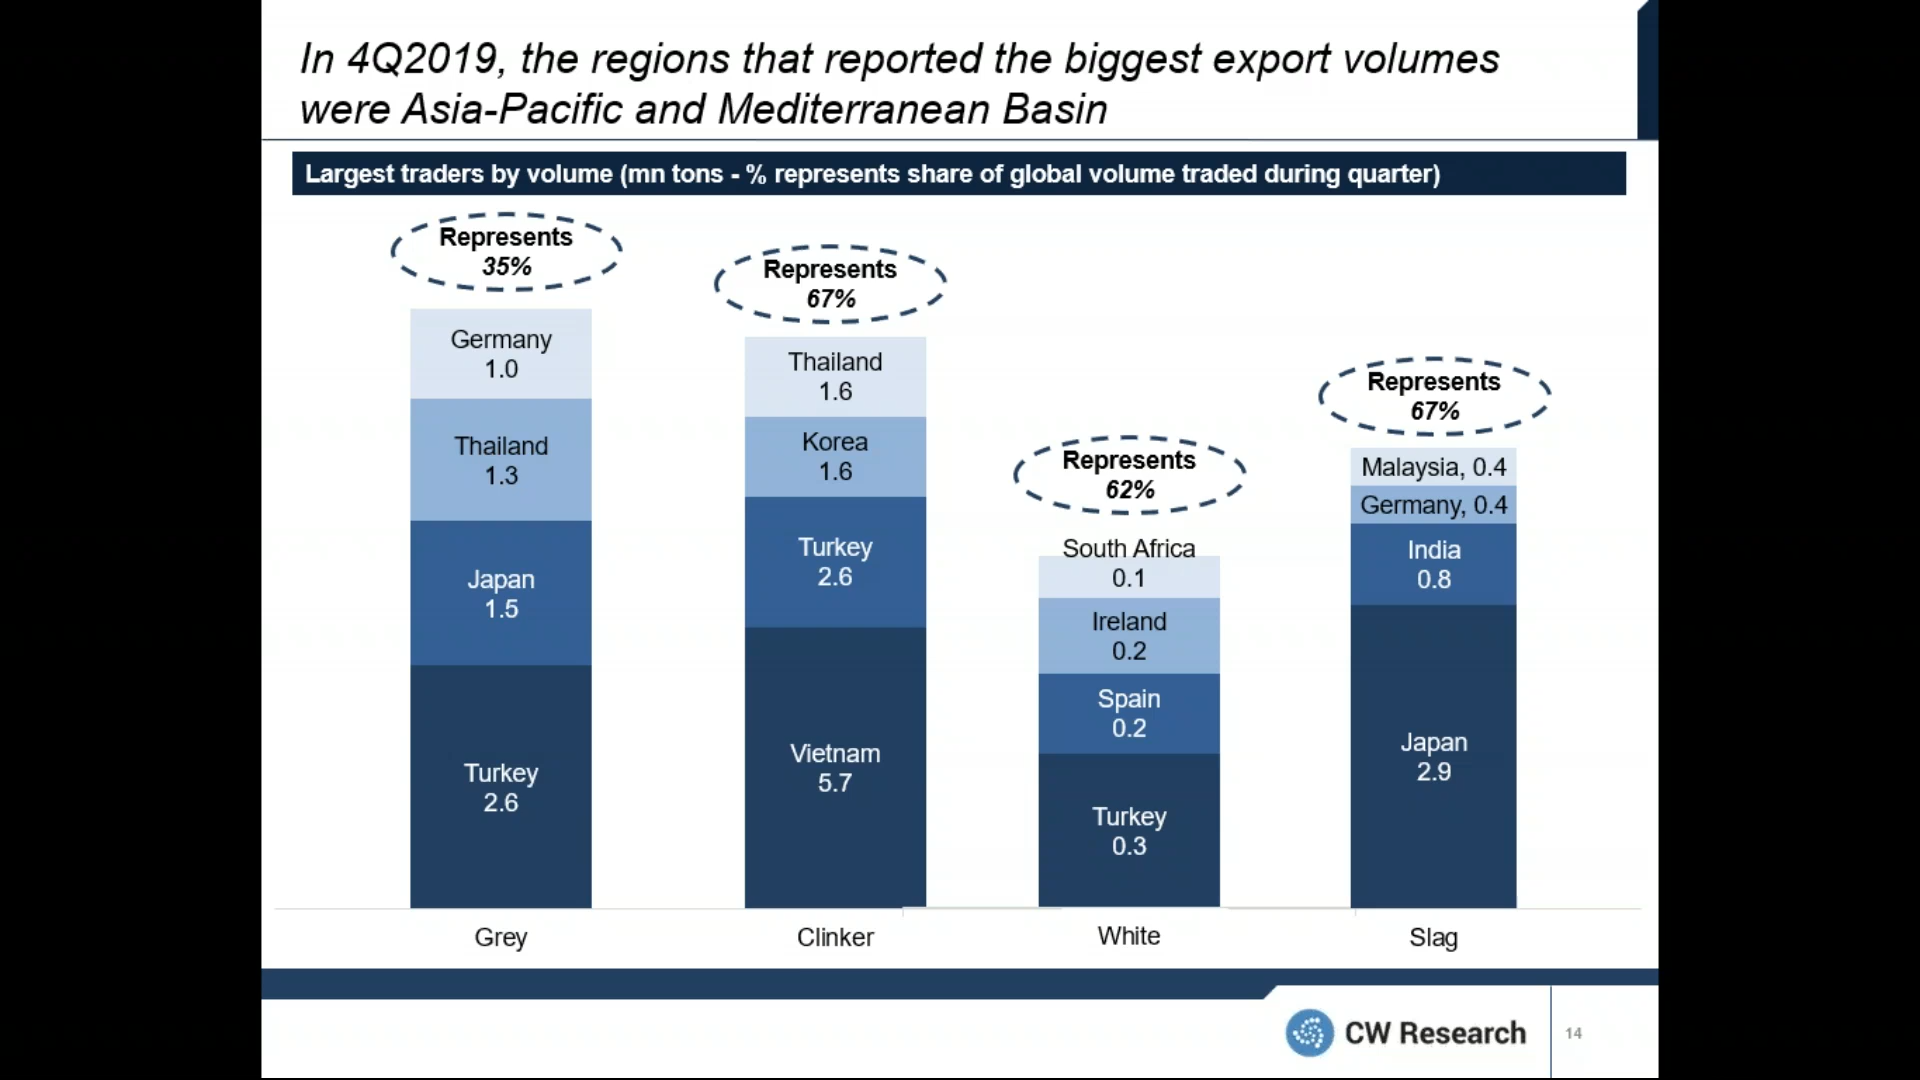 In 4Q2019, the regions that reported the biggest export volumes
were Asia-Pacific and Mediterranean Basin
Largest traders by volume (mn tons - % represents share of global volume traded during quarter)
Represents
35%
Germany
1.0
Thailand
1.3
Japan
1.5
Turkey
2.6
Grey
Represents
67%
Thailand
1.6
Korea
1.6
Turkey
2.6
Vietnam
5.7
Clinker
Represents
62%
South Africa
0.1
Ireland
0.2
Spain
0.2
Turkey
0.3
White
Represents
67%
Malaysia, 0.4
Germany, 0.4
India
0.8
Japan
2.9
Slag
CW Research
14